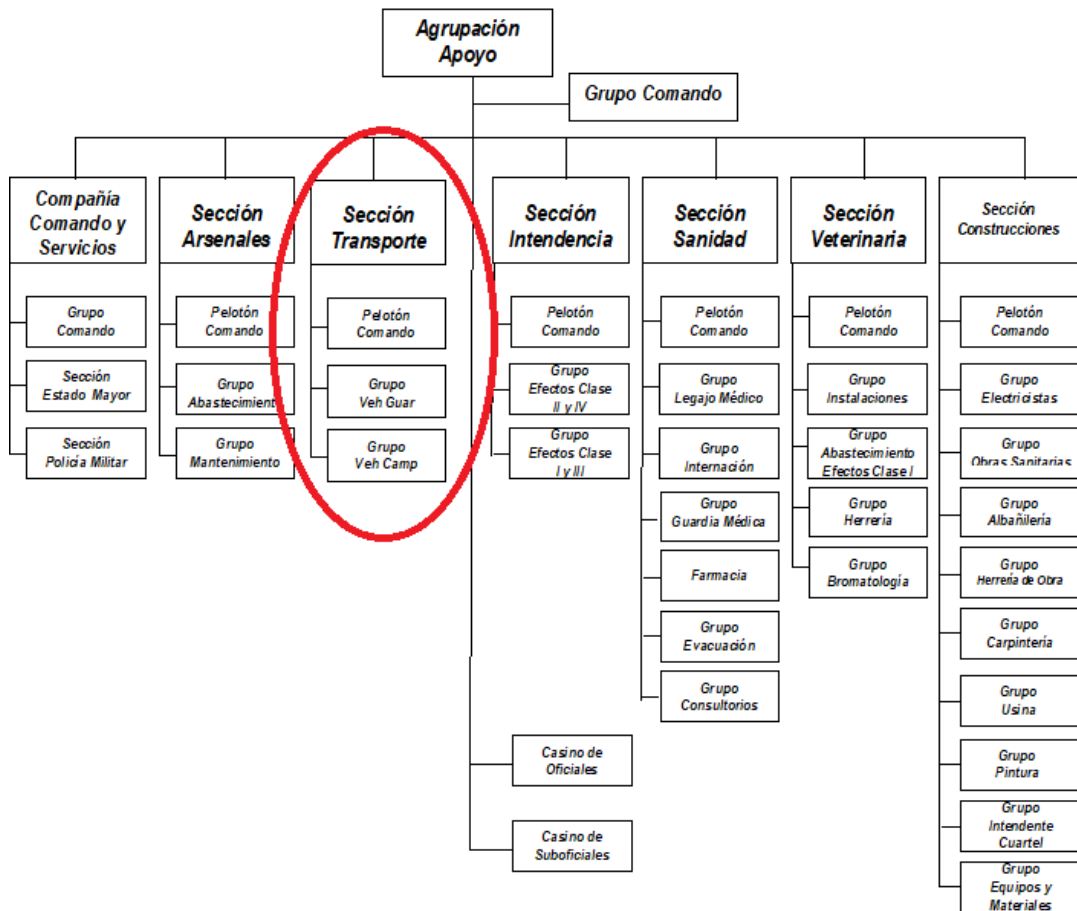 Agrupación
Apoyo
Grupo Comando
Compañía
Comando y
Servicios
Grupo
Comando
Sección
Estado Mayor
Sección
Policía Militar
Sección
Arsenales
Pelotón
Comando
Grupo
Abastecimient
Grupo
Mantenimiento
Sección
Transporte
Pelotón
Comando
Grupo
Veh Guar
Grupo
Veh Camp
Sección
Intendencia
Pelotón
Comando
Grupo
Efectos Clase
II y IV
Grupo
Efectos Clase
I y III
Sección
Sanidad
Pelotón
Comando
Grupo
Legajo Médico
Grupo
Internación
Grupo
Guardia Médica
Farmacia
Grupo
Evacuación
Grupo
Consultorios
Sección
Veterinaria
Pelotón
Comando
Grupo
Instalaciones
Grupo
Abastecimiento
Efectos Clase I
Grupo
Herrería
Grupo
Bromatología
Sección
Construcciones
Pelotón
Comando
Grupo
Electricistas
Grupo
Obras Sanitarias
Grupo
Albañilería
Grupo
Herrería de Obra
Grupo
Carpintería
Grupo
Usina
Grupo
Pintura
Grupo
Intendente
Cuartel
Grupo
Equipos y
Materiales
Casino de
Oficiales
Casino de
Suboficiales